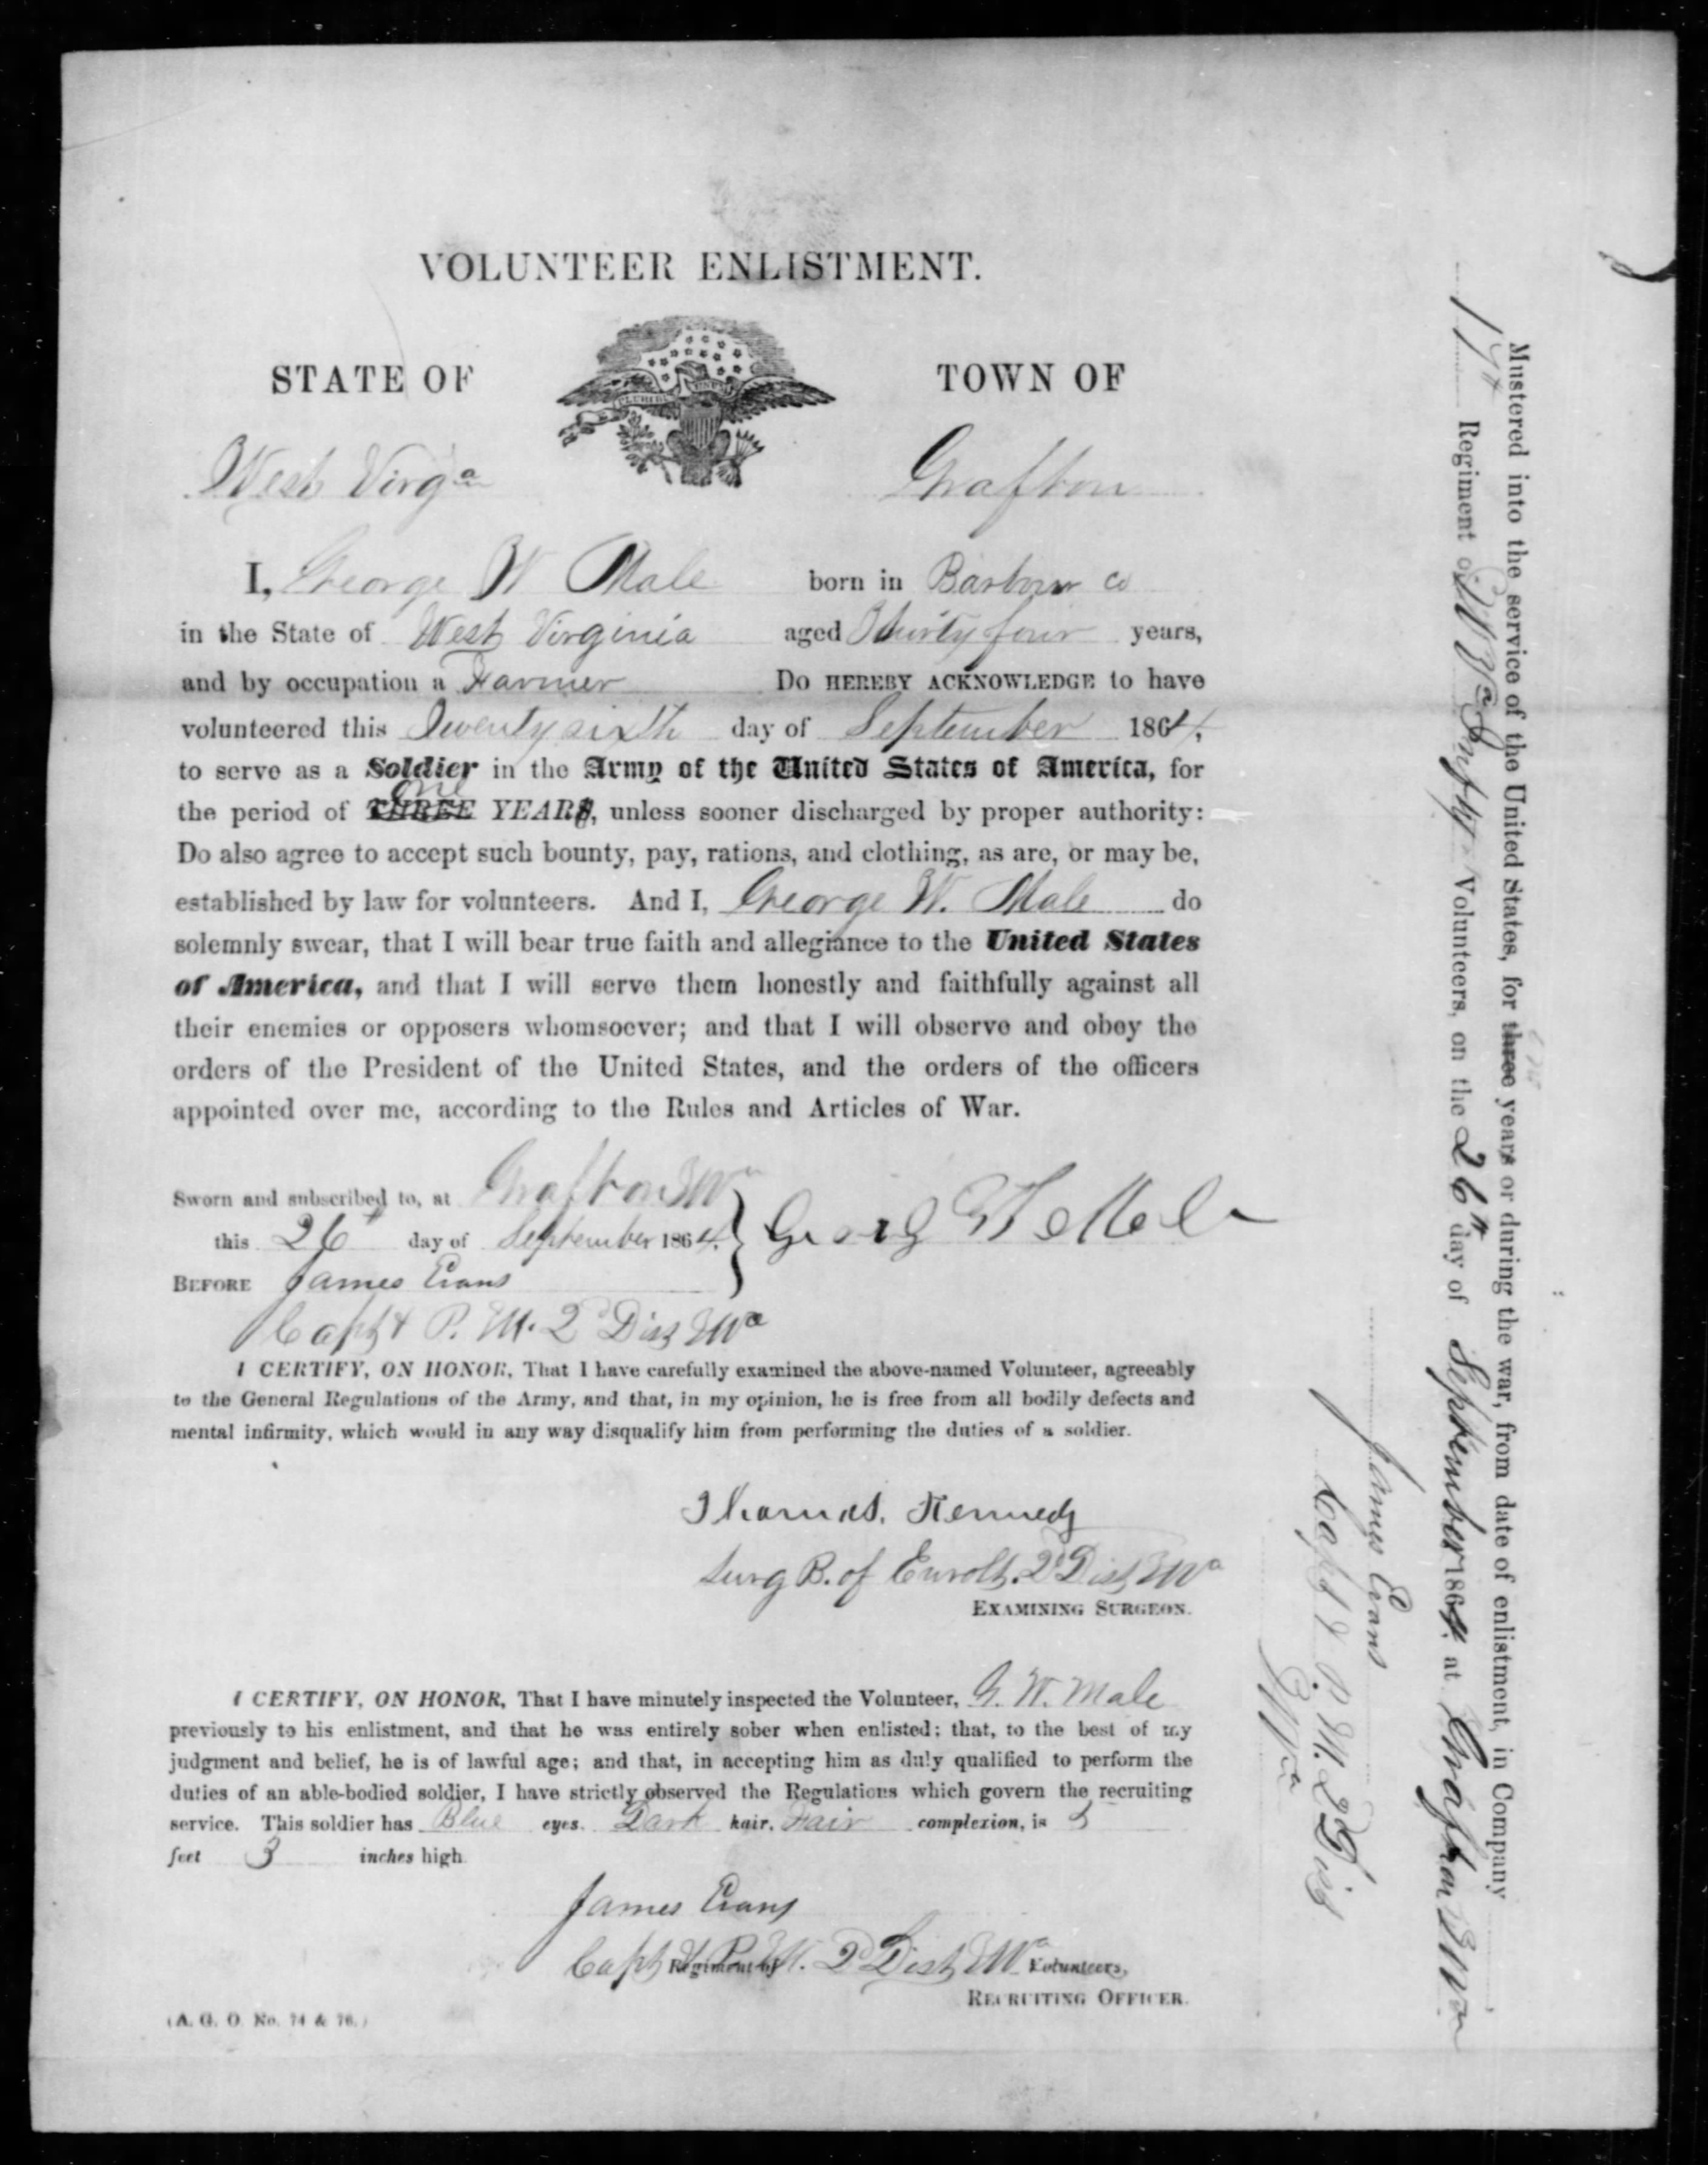 VOLUNTEER ENLISTMENT.
STATE OF
TOWN OF
West Virga
Grafton
I, George W Male born in Barbour co
in the State of West Virginia aged Thirty four years,
and by occupation a Farmer Do HEREBY ACKNOWLEDGE to have
volunteered this Twenty sixth day of September 1864,
to serve as a Soldier in the Army of the United States of America, for
one
the period of THREE YEARS, unless sooner discharged by proper authority:
Do also agree to accept such bounty, pay, rations, and clothing, as are, or may be,
established by law for volunteers. And I, George W. Male do
solemnly swear, that I will bear true faith and allegiance to the United States
of America, and that I will serve them honestly and faithfully against all
their enemies or opposers whomsoever; and that I will observe and obey the
orders of the President of the United States, and the orders of the officers
appointed over me, according to the Rules and Articles of War.
Sworn and subscribed to, at Grafton W Va
this 26th day of September 1864.
BEFORE James Evans
Capt & P. M. 2d Dist W Va
I CERTIFY, ON HONOR, That I have carefully examined the above-named Volunteer, agreeably
to the General Regulations of the Army, and that, in my opinion, he is free from all bodily defects and
mental infirmity, which would in any way disqualify him from performing the duties of a soldier.
Thomas. Kennedy
Surg B. of Enrolt. 2d Dist W Va
EXAMINING SURGEON.
I CERTIFY, ON HONOR, That I have minutely inspected the Volunteer, G. W. Male
previously to his enlistment, and that he was entirely sober when enlisted; that, to the best of my
judgment and belief, he is of lawful age; and that, in accepting him as duly qualified to perform the
duties of an able-bodied soldier, I have strictly observed the Regulations which govern the recruiting
service. This soldier has Blue eyes. Dark hair, Fair complexion, is 5
feet 3 inches high
James Evans
Capt & P. M. 2d Dist W Va
Regiment of Volunteers,
RECRUITING OFFICER.
(A. G. O. No. 74 & 76.)
Mustered into the service of the United States, for three years or during the war, from date of enlistment, in Company
17th Regiment of W Va Infty Volunteers, on the 26th day of September 1864. at Grafton W Va
James Evans
Capt & P. M. 2d Dist
W Va